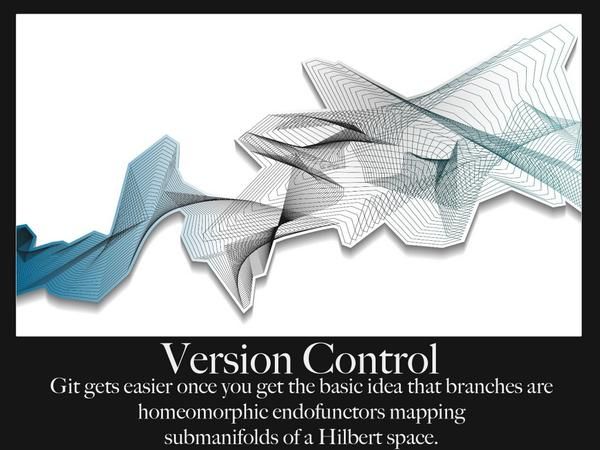 Version Control
Git gets easier once you get the basic idea that branches are
homeomorphic endofunctors mapping
submanifolds of a Hilbert space.